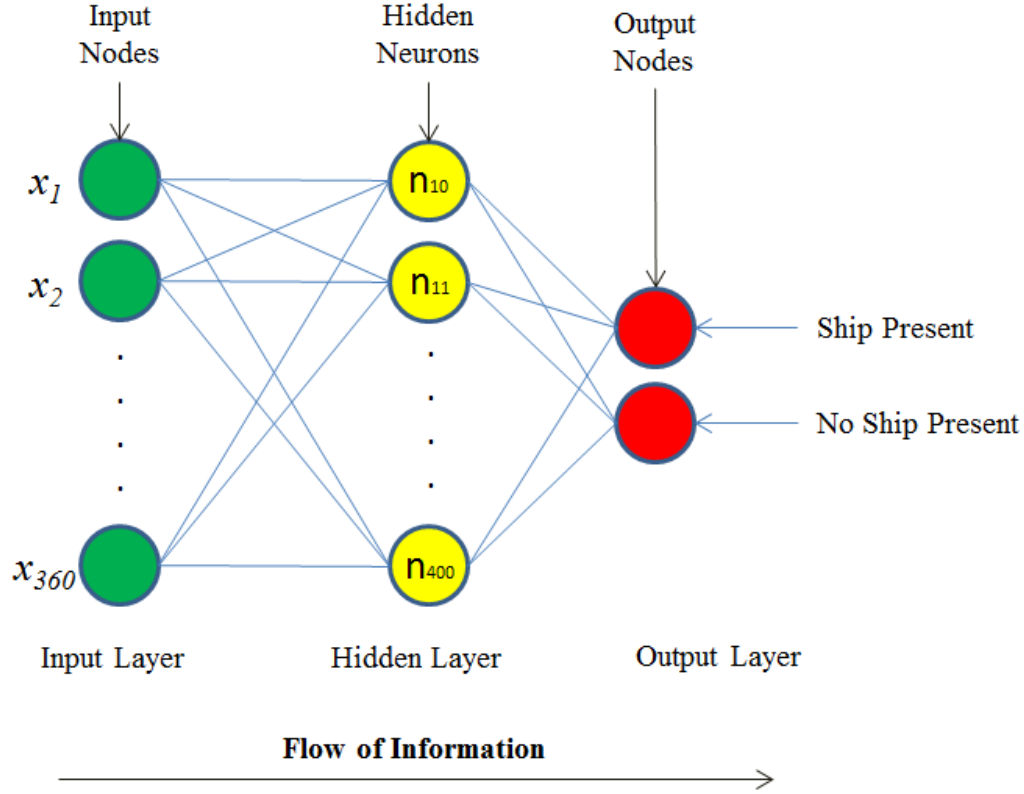 Input
Nodes
Hidden
Neurons
Output
Nodes
x1
x2
x360
n10
n11
n400
Ship Present
No Ship Present
Input Layer
Hidden Layer
Output Layer
Flow of Information